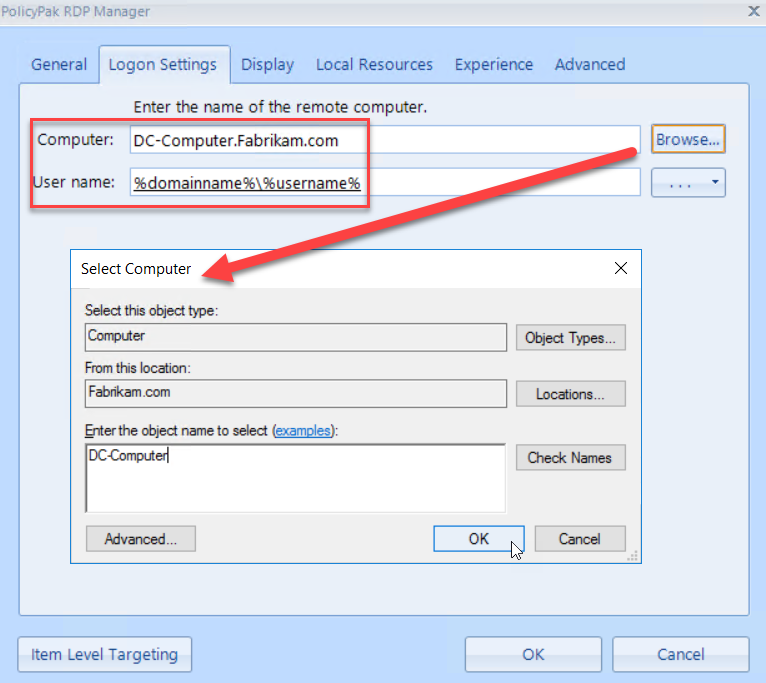 PolicyPak RDP Manager
General Logon Settings Display Local Resources Experience Advanced
Enter the name of the remote computer.
Computer: DC-Computer.Fabrikam.com Browse...
User name: %domainname%\%username% ...
Select Computer
Select this object type:
Computer Object Types...
From this location:
Fabrikam.com Locations...
Enter the object name to select (examples):
DC-Computer Check Names
Advanced... OK Cancel
Item Level Targeting OK Cancel